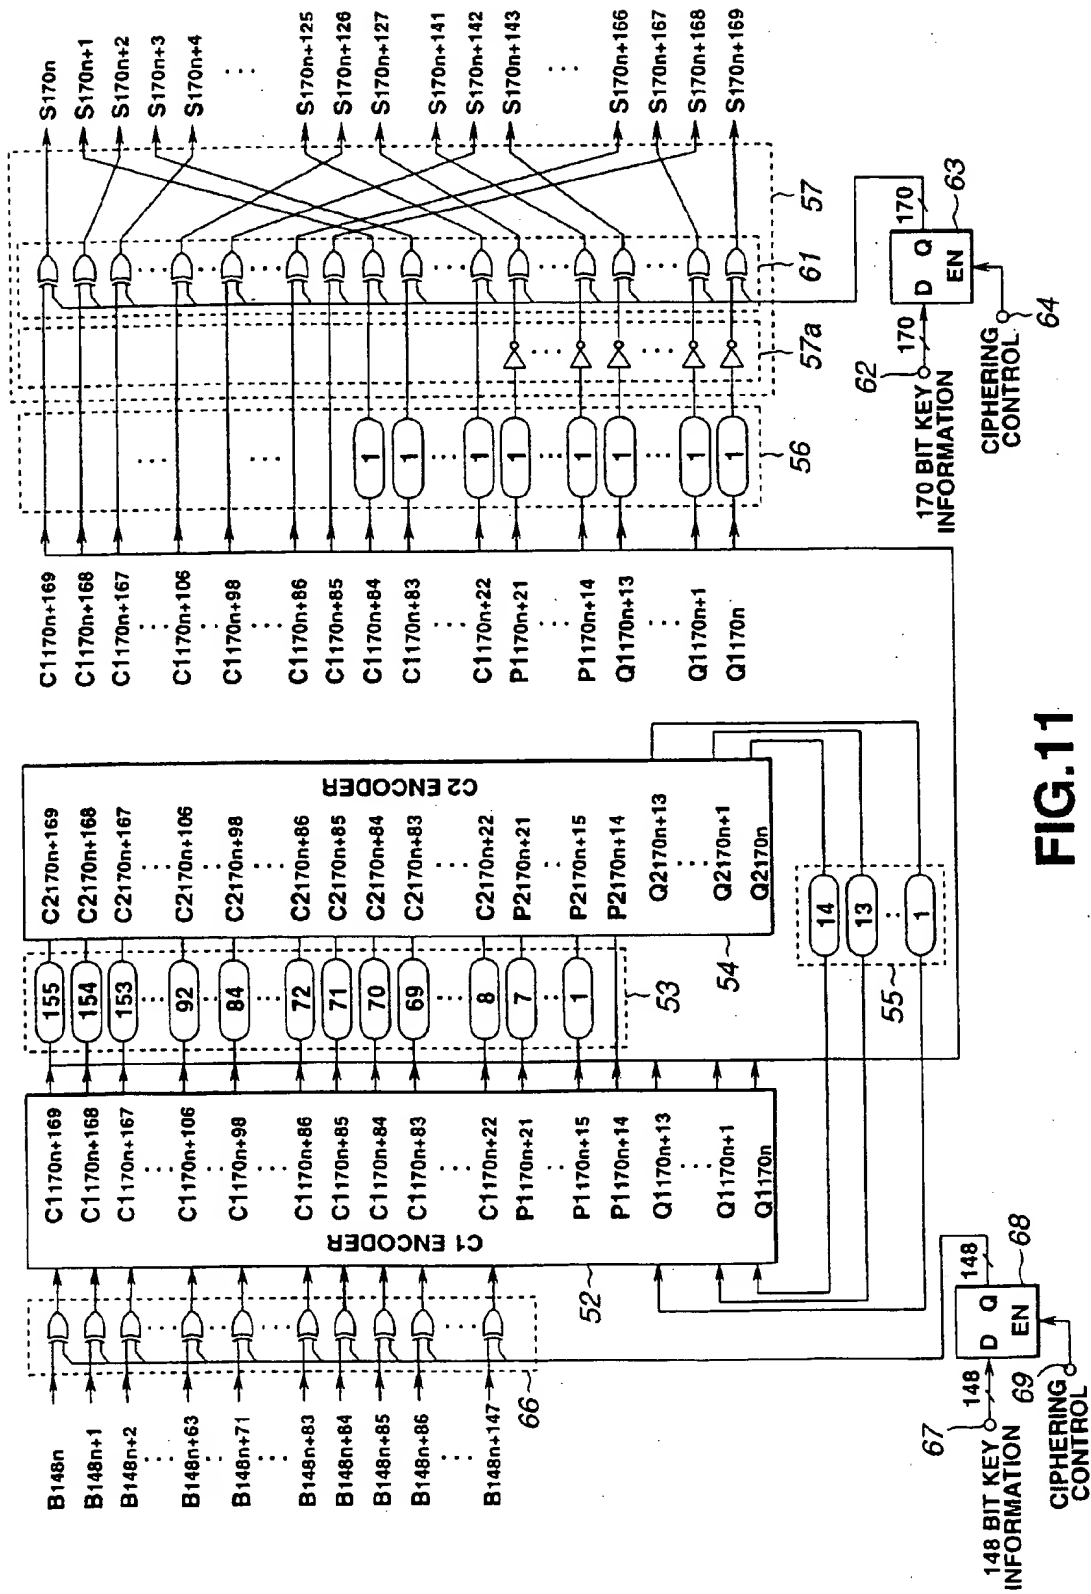 B148n
B148n+1
B148n+2
B148n+63
B148n+71
B148n+83
B148n+84
B148n+85
B148n+86
B148n+147
66
67
148 BIT KEY
INFORMATION
148
D Q
EN
148
68
69
CIPHERING
CONTROL
C1 ENCODER
52
C1170n+169
C1170n+168
C1170n+167
C1170n+106
C1170n+98
C1170n+86
C1170n+85
C1170n+84
C1170n+83
C1170n+22
P1170n+21
P1170n+15
P1170n+14
Q1170n+13
Q1170n+1
Q1170n
155
154
153
92
84
72
71
70
69
8
7
1
53
C2170n+169
C2170n+168
C2170n+167
C2170n+106
C2170n+98
C2170n+86
C2170n+85
C2170n+84
C2170n+83
C2170n+22
P2170n+21
P2170n+15
P2170n+14
Q2170n+13
Q2170n+1
Q2170n
C2 ENCODER
54
14
13
1
55
C1170n+169
C1170n+168
C1170n+167
C1170n+106
C1170n+98
C1170n+86
C1170n+85
C1170n+84
C1170n+83
C1170n+22
P1170n+21
P1170n+14
Q1170n+13
Q1170n+1
Q1170n
1
1
1
1
1
1
1
1
56
57a
61
57
62
170 BIT KEY
INFORMATION
170
D Q
EN
170
63
64
CIPHERING
CONTROL
S170n
S170n+1
S170n+2
S170n+3
S170n+4
S170n+125
S170n+126
S170n+127
S170n+141
S170n+142
S170n+143
S170n+166
S170n+167
S170n+168
S170n+169
FIG.11